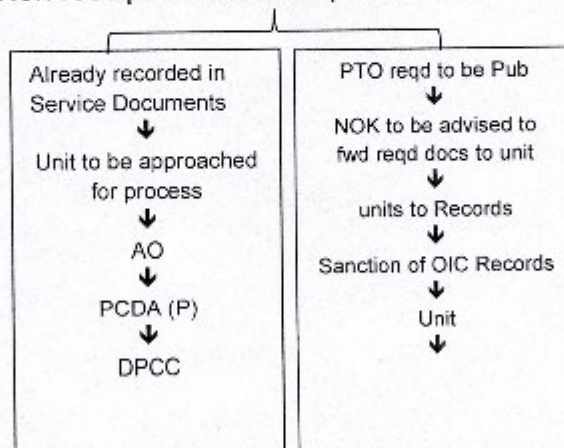 Already recorded in
Service Documents
Unit to be approached
for process
AO
PCDA (P)
DPCC
PTO reqd to be Pub
NOK to be advised to
fwd reqd docs to unit
units to Records
Sanction of OIC Records
Unit